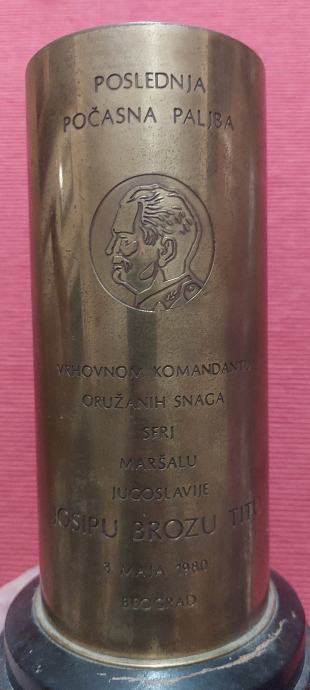 POSLEDNJA
POČASNA PALJBA
VRHOVNOM KOMANDANTU
ORUŽANIH SNAGA
SFRJ
MARŠALU
JUGOSLAVIJE
JOSIPU BROZU TITU
8 MAJA 1980
BEOGRAD